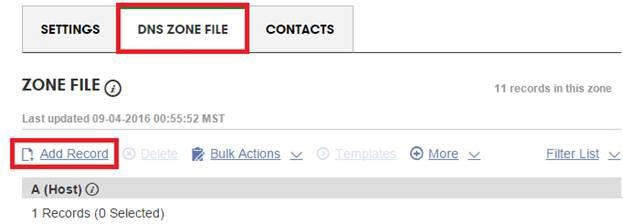 SETTINGS DNS ZONE FILE CONTACTS
ZONE FILE 11 records in this zone
Last updated 09-04-2016 00:55:52 MST
Add Record Delete Bulk Actions Templates More Filter List
A (Host)
1 Records (0 Selected)